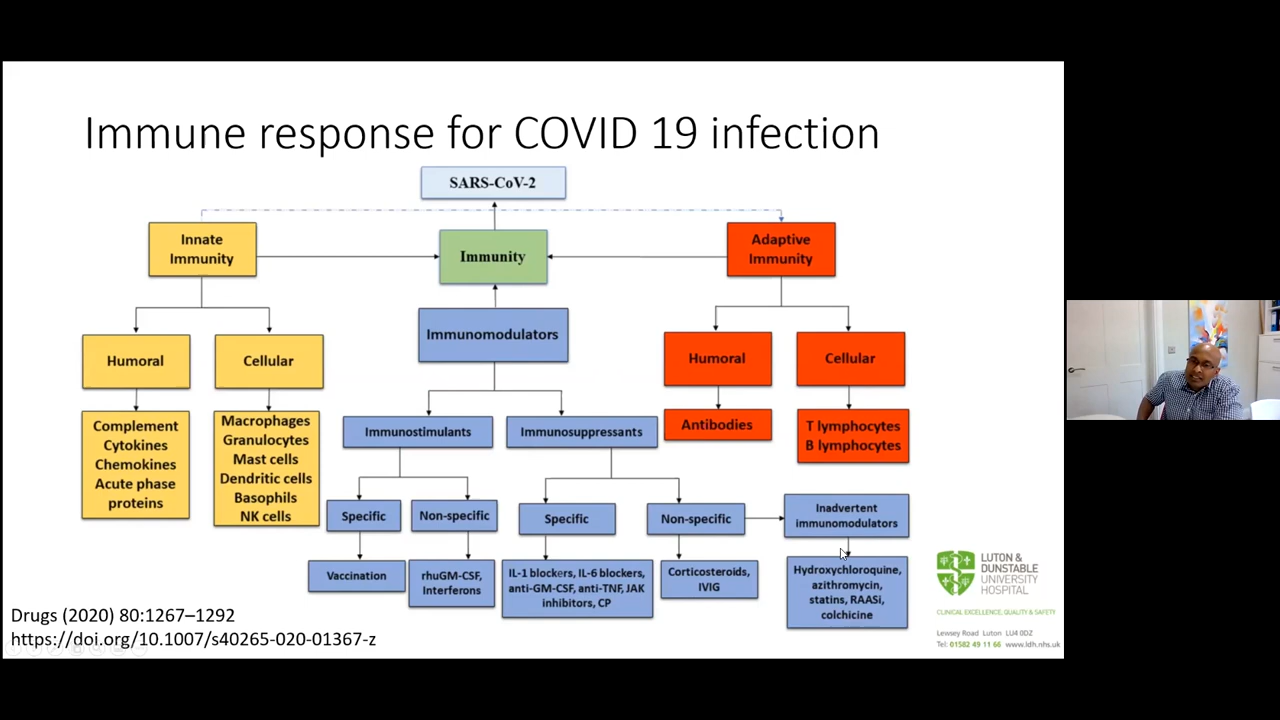 Immune response for COVID 19 infection
SARS-CoV-2
Innate
Immunity
Immunity
Adaptive
Immunity
Immunomodulators
Humoral
Cellular
Humoral
Cellular
Complement
Cytokines
Chemokines
Acute phase
proteins
Macrophages
Granulocytes
Mast cells
Dendritic cells
Basophils
NK cells
Immunostimulants
Immunosuppressants
Antibodies
T lymphocytes
B lymphocytes
Specific
Non-specific
Specific
Non-specific
Inadvertent
immunomodulators
Vaccination
rhuGM-CSF,
Interferons
IL-1 blockers, IL-6 blockers,
anti-GM-CSF, anti-TNF, JAK
inhibitors, CP
Corticosteroids,
IVIG
Hydroxychloroquine,
azithromycin,
statins, RAASi,
colchicine
Drugs (2020) 80:1267–1292
https://doi.org/10.1007/s40265-020-01367-z
LUTON &
DUNSTABLE
UNIVERSITY
HOSPITAL
CLINICAL EXCELLENCE, QUALITY & SAFETY
Lewsey Road Luton LU4 0DZ
Tel: 01582 49 11 66 www.ldh.nhs.uk